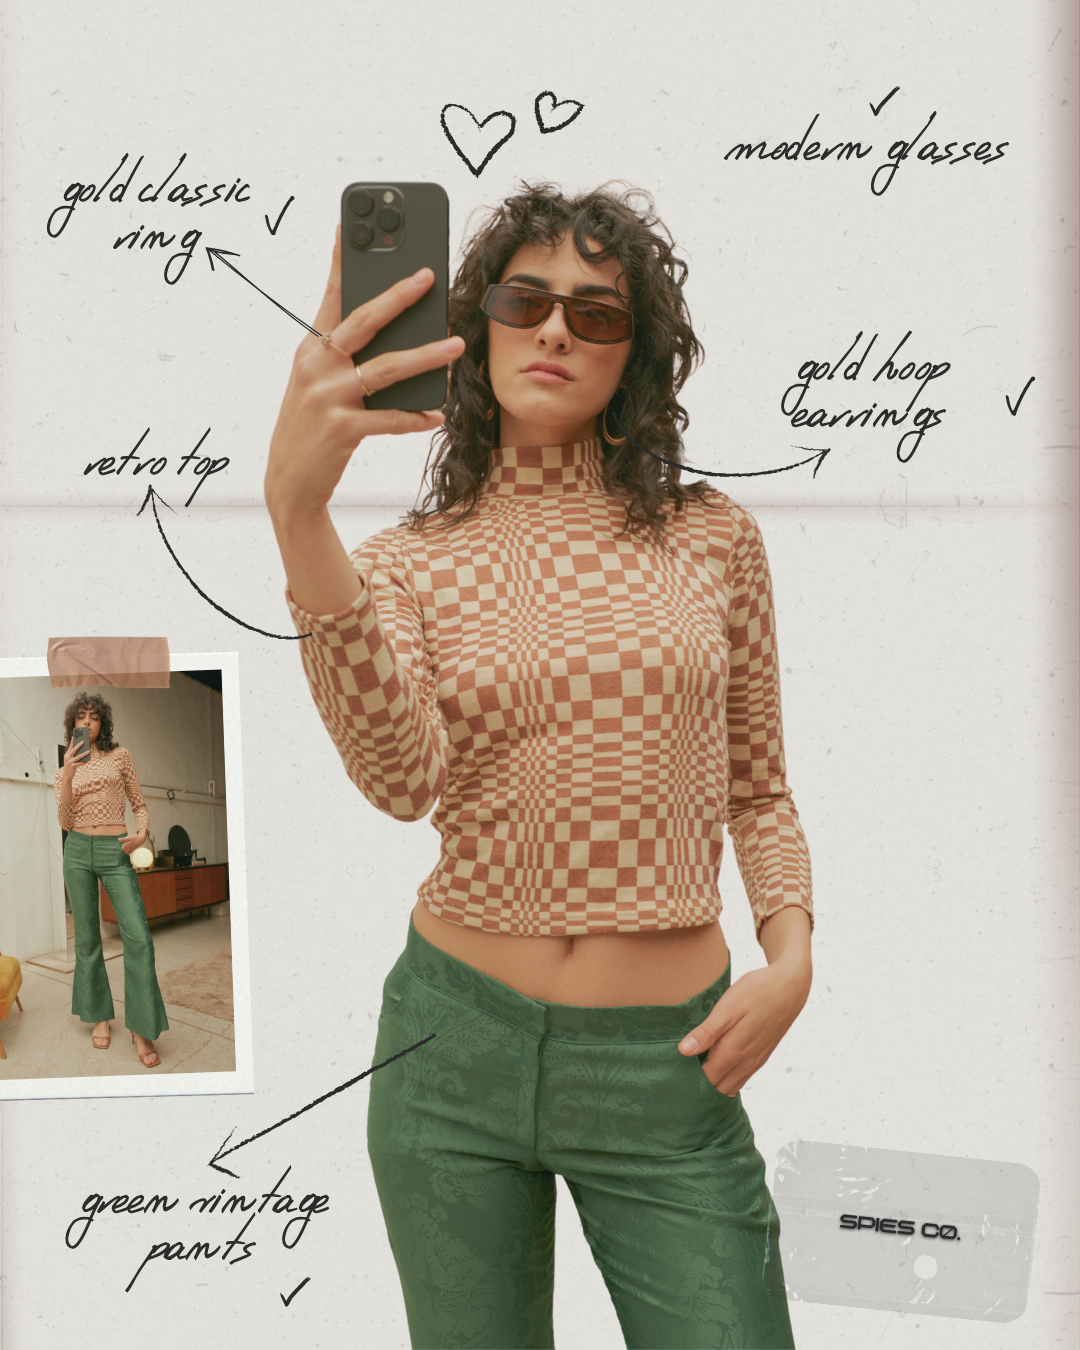 modern glasses
gold classic
ring
gold hoop
earrings
retro top
green vintage
pants
SPIES CO.